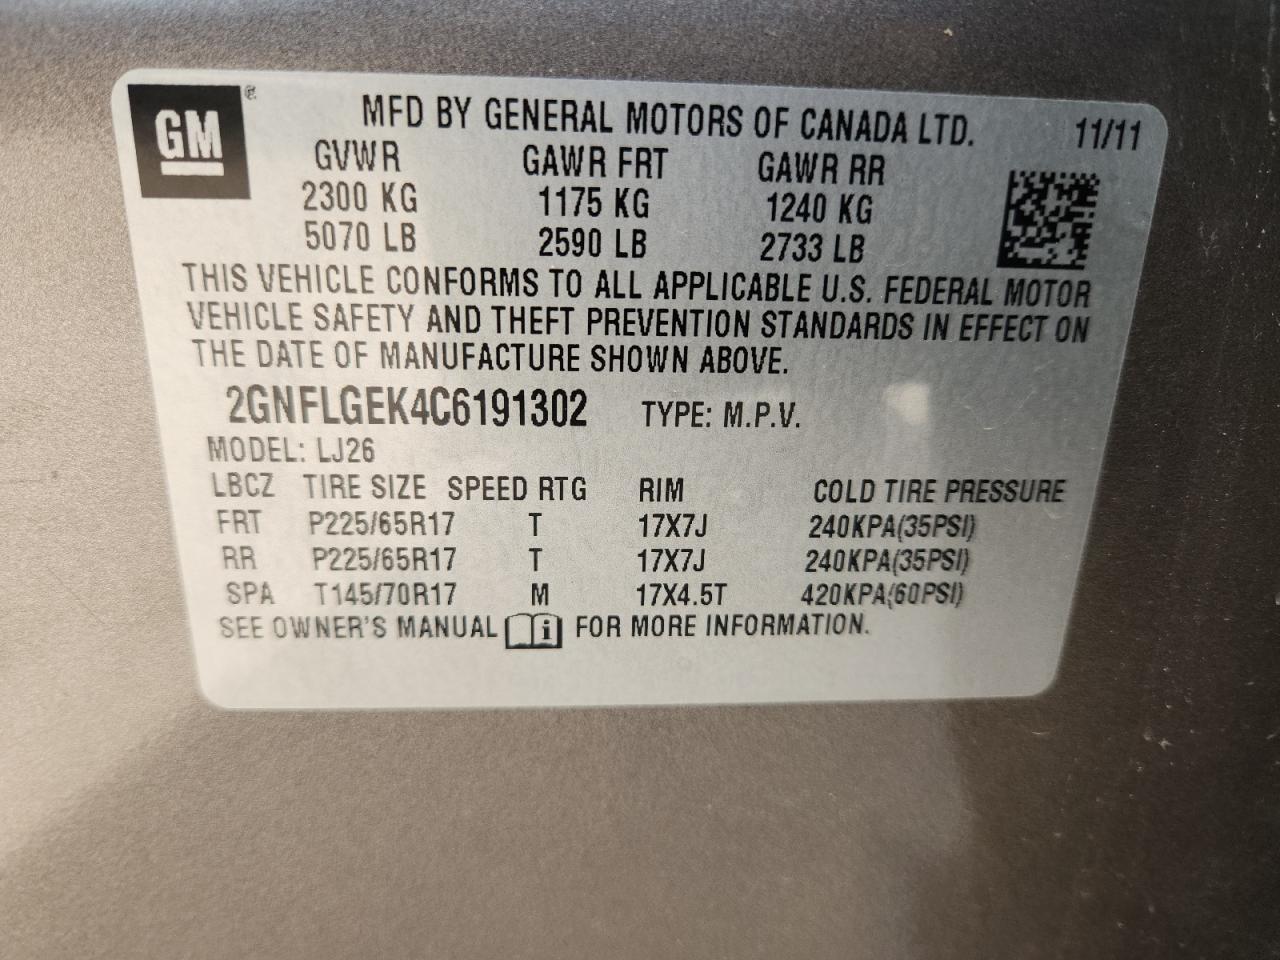 GM ®
MFD BY GENERAL MOTORS OF CANADA LTD. 11/11
GVWR GAWR FRT GAWR RR
2300 KG 1175 KG 1240 KG
5070 LB 2590 LB 2733 LB
THIS VEHICLE CONFORMS TO ALL APPLICABLE U.S. FEDERAL MOTOR
VEHICLE SAFETY AND THEFT PREVENTION STANDARDS IN EFFECT ON
THE DATE OF MANUFACTURE SHOWN ABOVE.
2GNFLGEK4C6191302 TYPE: M.P.V.
MODEL: LJ26
LBCZ TIRE SIZE SPEED RTG RIM COLD TIRE PRESSURE
FRT P225/65R17 T 17X7J 240KPA(35PSI)
RR P225/65R17 T 17X7J 240KPA(35PSI)
SPA T145/70R17 M 17X4.5T 420KPA(60PSI)
SEE OWNER'S MANUAL i FOR MORE INFORMATION.